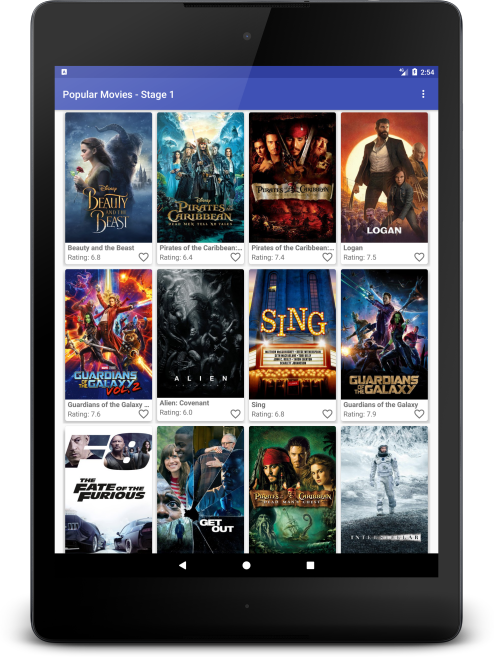 2:54
Popular Movies - Stage 1
Disney
BEAUTY
AND THE
BEAST
Disney
PIRATES
OF THE
CARIBBEAN
DEAD MEN TELL NO TALES
PIRATES OF THE CARIBBEAN
LOGAN
Beauty and the Beast
Rating: 6.8
Pirates of the Caribbean:...
Rating: 6.4
Pirates of the Caribbean:...
Rating: 7.4
Logan
Rating: 7.5
GUARDIANS
OF THE GALAXY
VOL. 2
ALIEN
SING
GUARDIANS
OF THE GALAXY
Guardians of the Galaxy ...
Rating: 7.6
Alien: Covenant
Rating: 6.0
Sing
Rating: 6.8
Guardians of the Galaxy
Rating: 7.9
F8
THE
FATE OF THE
FURIOUS
GET
OUT
PIRATES OF THE CARIBBEAN
DEAD MAN'S CHEST
INTERSTELLAR